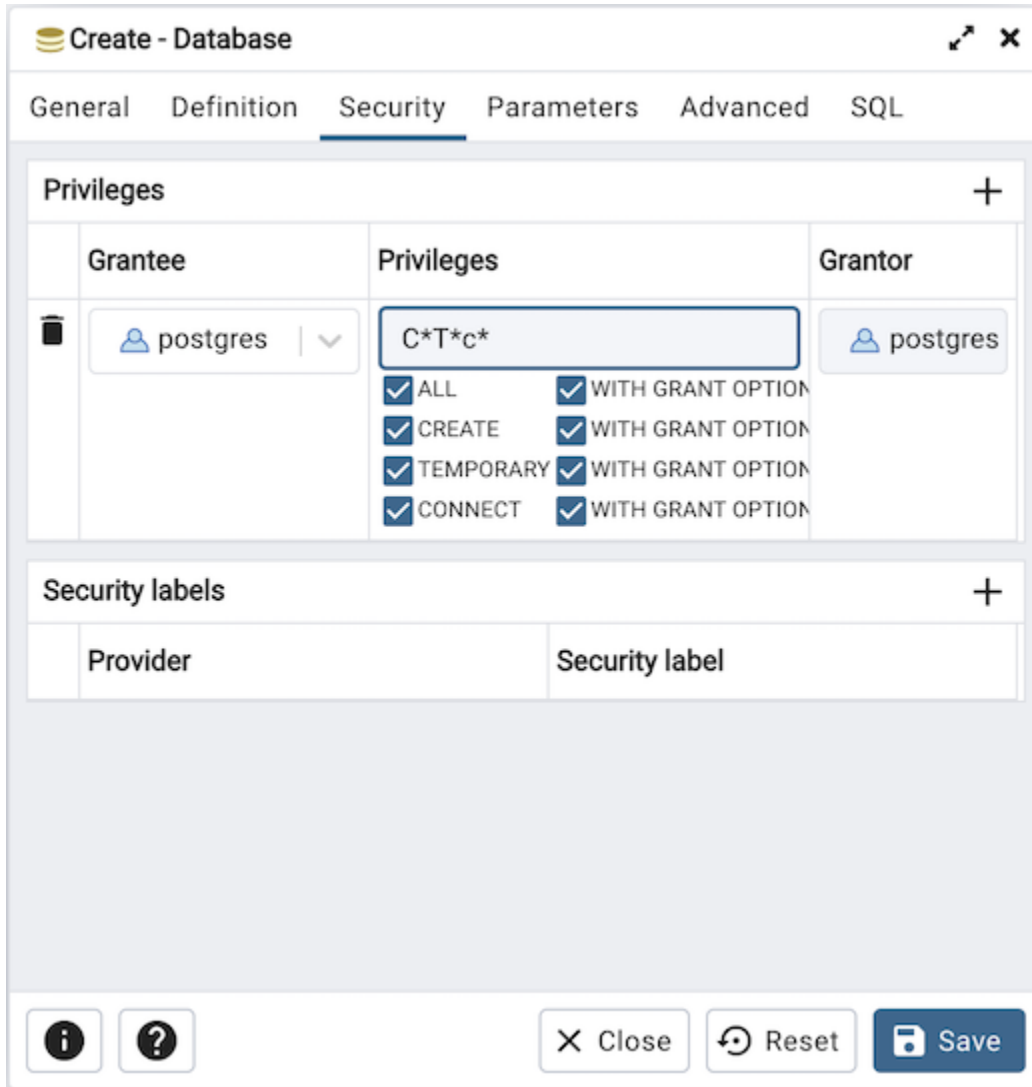 Create - Database
General Definition Security Parameters Advanced SQL
Privileges
Grantee Privileges Grantor
postgres C*T*c* postgres
ALL WITH GRANT OPTION
CREATE WITH GRANT OPTION
TEMPORARY WITH GRANT OPTION
CONNECT WITH GRANT OPTION
Security labels
Provider Security label
Close Reset Save